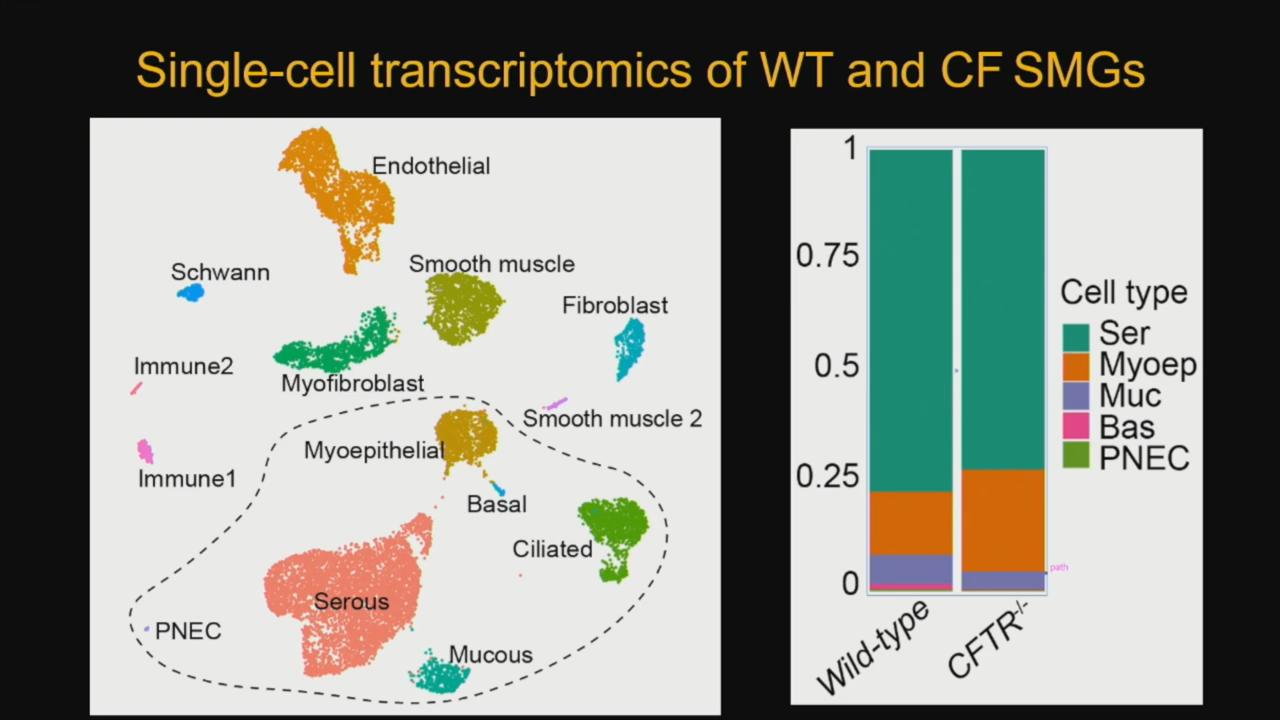 Single-cell transcriptomics of WT and CF SMGs
Endothelial
Smooth muscle
Schwann
Fibroblast
Immune2
Myofibroblast
Smooth muscle 2
Myoepithelial
Immune1
Basal
Ciliated
Serous
PNEC
Mucous
1
0.75
0.5
0.25
0
Wild-type
CFTR-/-
path
Cell type
Ser
Myoep
Muc
Bas
PNEC